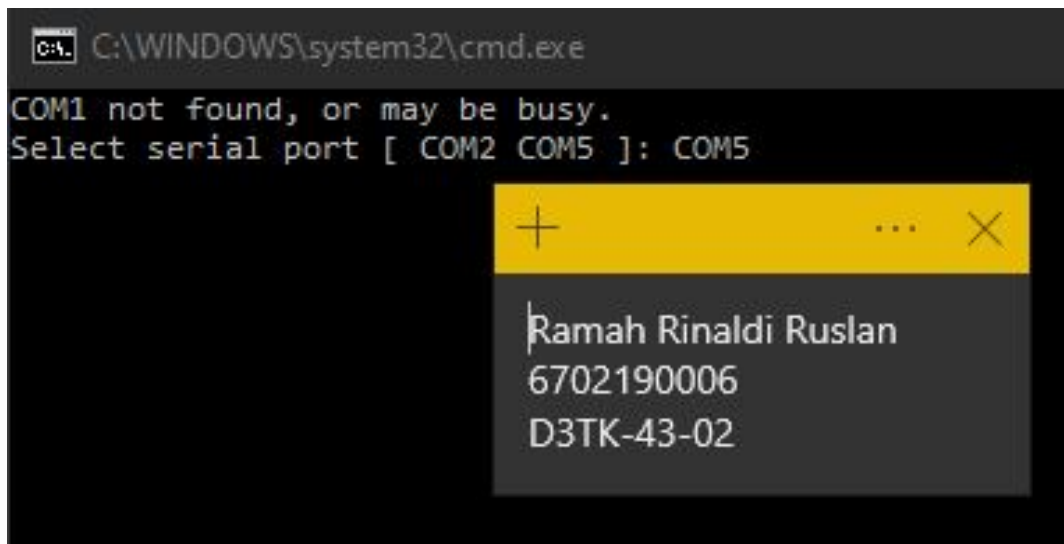 C:\WINDOWS\system32\cmd.exe
COM1 not found, or may be busy.
Select serial port [ COM2 COM5 ]: COM5
Ramah Rinaldi Ruslan
6702190006
D3TK-43-02